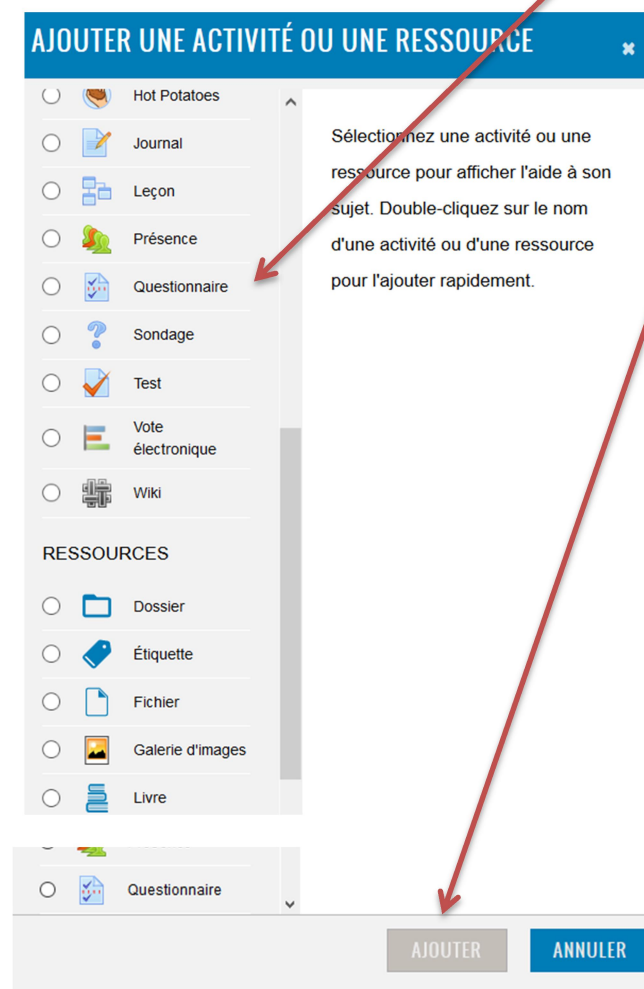 AJOUTER UNE ACTIVITÉ OU UNE RESSOURCE
Hot Potatoes
Journal
Leçon
Présence
Questionnaire
Sondage
Test
Vote
électronique
Wiki
RESSOURCES
Dossier
Étiquette
Fichier
Galerie d'images
Livre
Sélectionnez une activité ou une
ressource pour afficher l'aide à son
sujet. Double-cliquez sur le nom
d'une activité ou d'une ressource
pour l'ajouter rapidement.
Questionnaire
AJOUTER
ANNULER